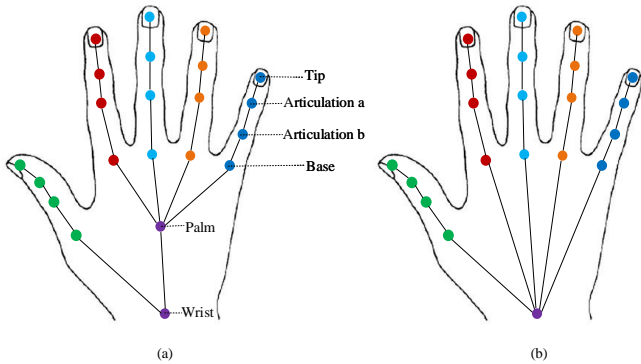 Tip
Articulation a
Articulation b
Base
Palm
Wrist
(a)
(b)